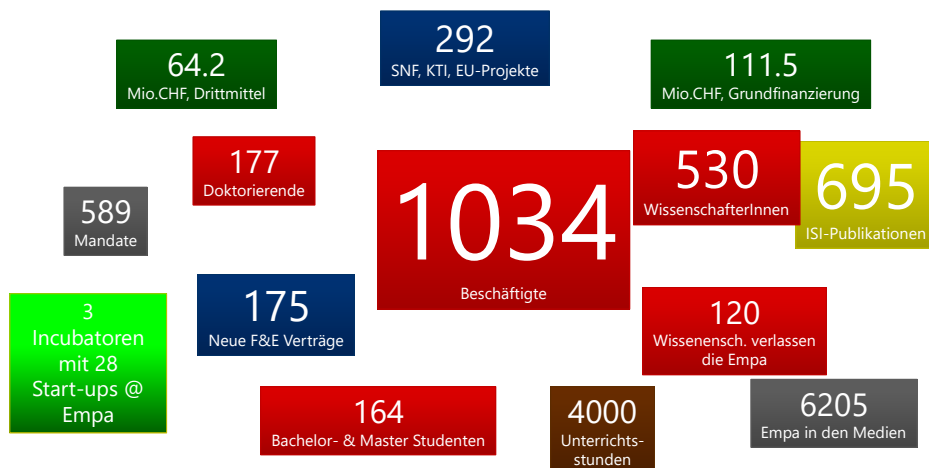 292
SNF, KTI, EU-Projekte
64.2
Mio.CHF, Drittmittel
111.5
Mio.CHF, Grundfinanzierung
177
Doktorierende
530
WissenschafterInnen
695
ISI-Publikationen
1034
Beschäftigte
589
Mandate
175
Neue F&E Verträge
3
Incubatoren
mit 28
Start-ups @
Empa
120
Wissenensch. verlassen
die Empa
164
Bachelor- & Master Studenten
4000
Unterrichts-
stunden
6205
Empa in den Medien